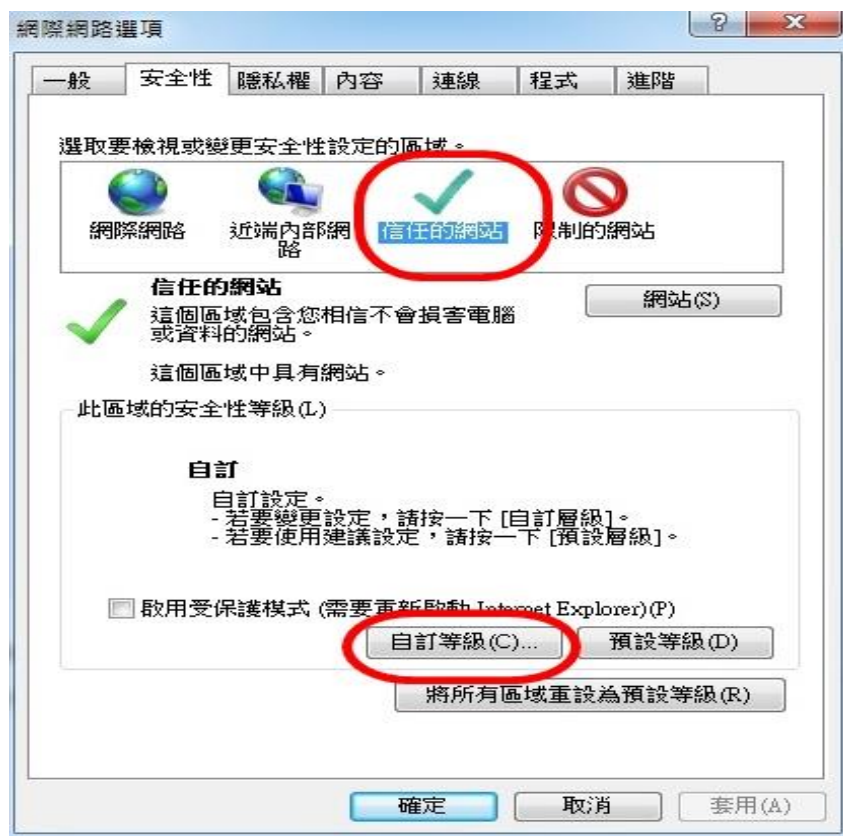 網際網路選項
一般 安全性 隱私權 內容 連線 程式 進階
選取要檢視或變更安全性設定的區域。
網際網路 近端內部網路 信任的網站 限制的網站
信任的網站
網站(S)
這個區域包含您相信不會損害電腦
或資料的網站。
這個區域中具有網站。
此區域的安全性等級(L)
自訂
自訂設定。
- 若要變更設定，請按一下 [自訂層級]。
- 若要使用建議設定，請按一下 [預設層級]。
啟用受保護模式 (需要重新啟動 Internet Explorer)(P)
自訂等級(C)... 預設等級(D)
將所有區域重設為預設等級(R)
確定 取消 套用(A)